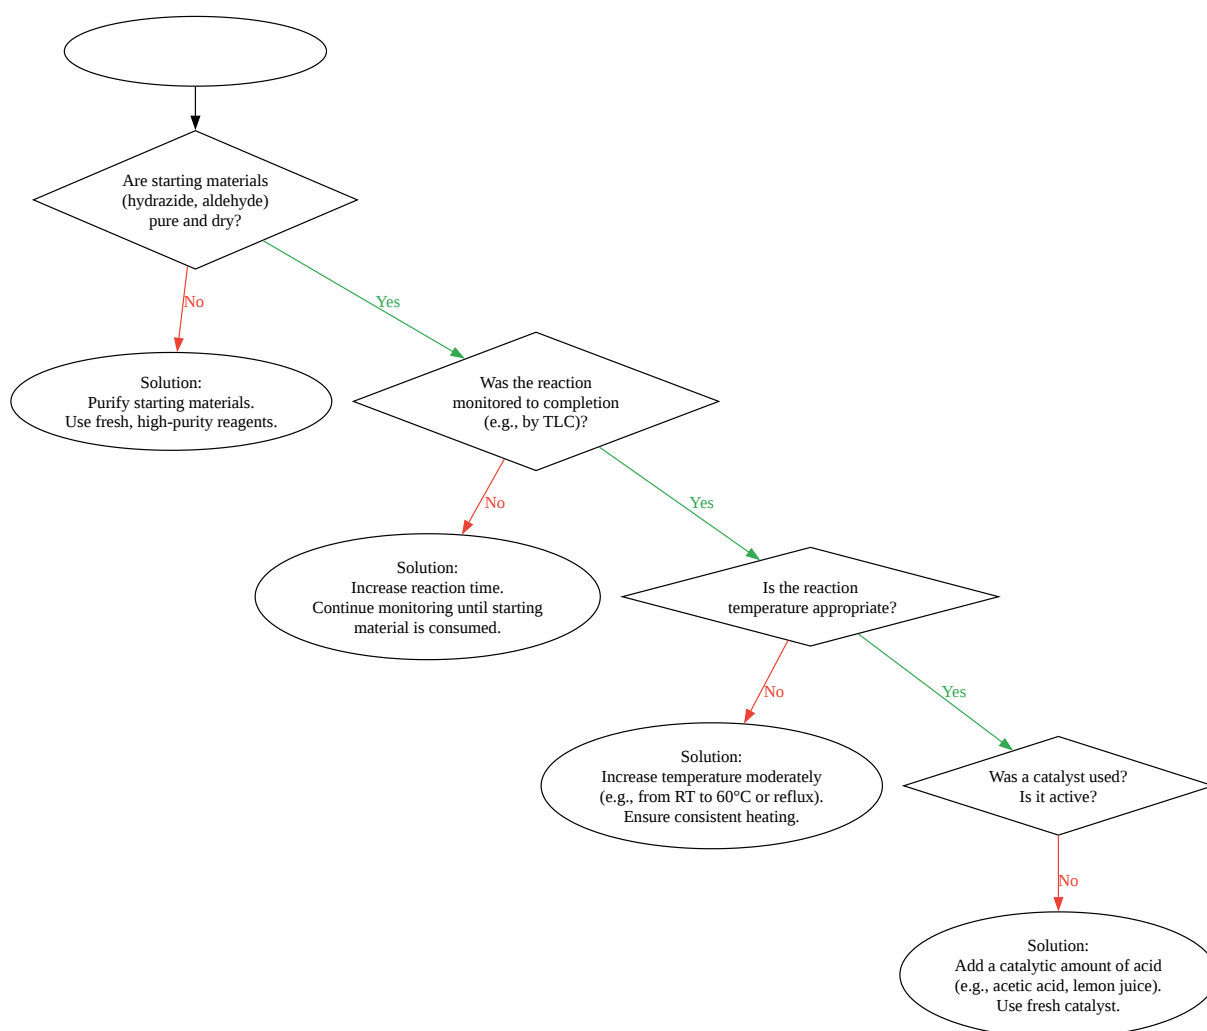 Are starting materials
(hydrazide, aldehyde)
pure and dry?
No
Yes
Solution:
Purify starting materials.
Use fresh, high-purity reagents.
Was the reaction
monitored to completion
(e.g., by TLC)?
No
Yes
Solution:
Increase reaction time.
Continue monitoring until starting
material is consumed.
Is the reaction
temperature appropriate?
No
Yes
Solution:
Increase temperature moderately
(e.g., from RT to 60°C or reflux).
Ensure consistent heating.
Was a catalyst used?
Is it active?
No
Solution:
Add a catalytic amount of acid
(e.g., acetic acid, lemon juice).
Use fresh catalyst.